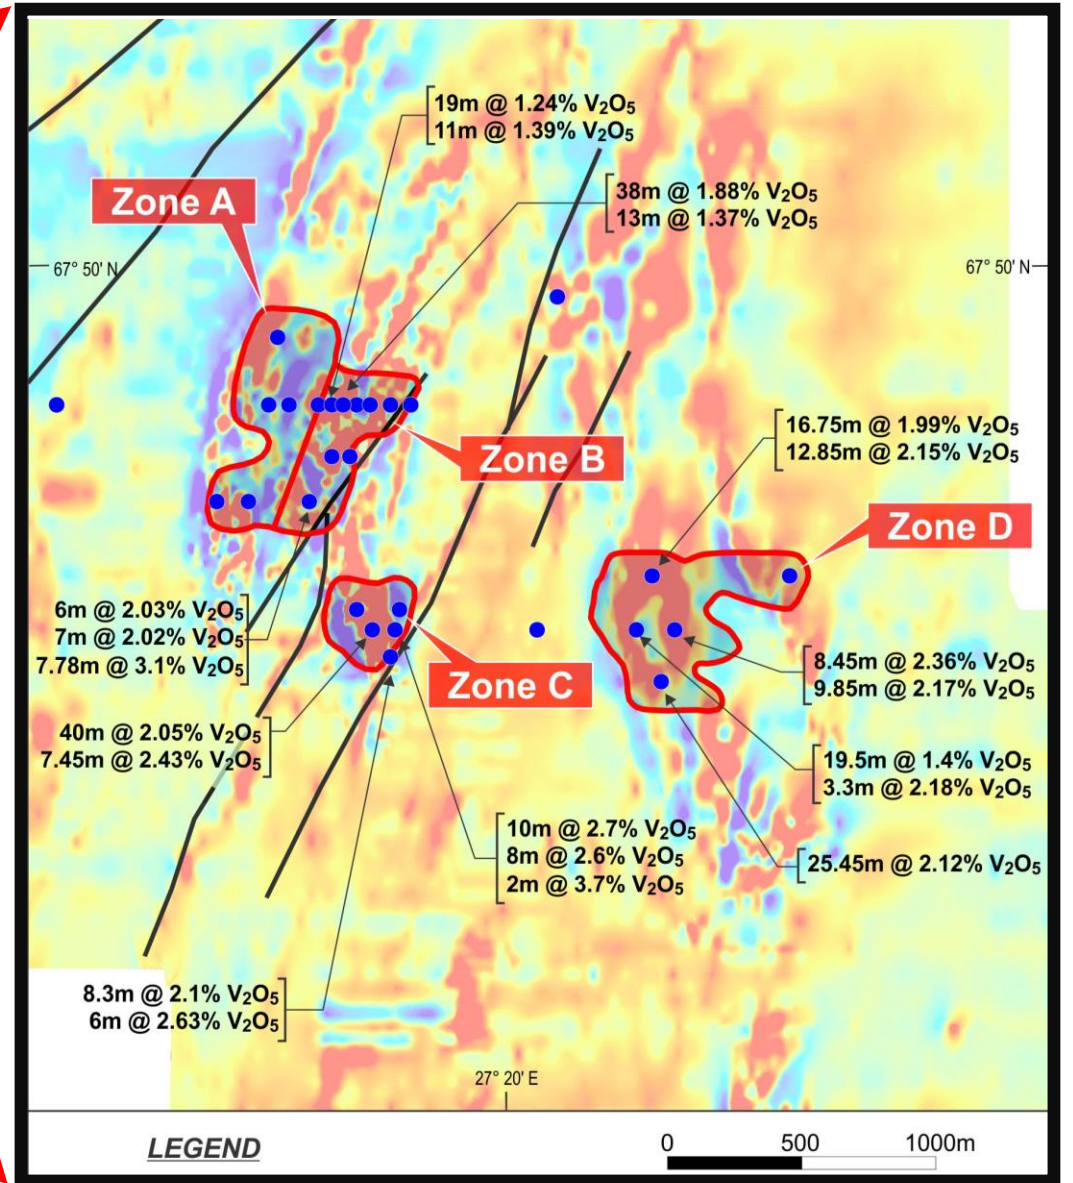 19m @ 1.24% V₂O₅
11m @ 1.39% V₂O₅
Zone A
38m @ 1.88% V₂O₅
13m @ 1.37% V₂O₅
67° 50' N
67° 50' N
16.75m @ 1.99% V₂O₅
12.85m @ 2.15% V₂O₅
Zone B
Zone D
6m @ 2.03% V₂O₅
7m @ 2.02% V₂O₅
7.78m @ 3.1% V₂O₅
8.45m @ 2.36% V₂O₅
9.85m @ 2.17% V₂O₅
Zone C
40m @ 2.05% V₂O₅
7.45m @ 2.43% V₂O₅
19.5m @ 1.4% V₂O₅
3.3m @ 2.18% V₂O₅
10m @ 2.7% V₂O₅
8m @ 2.6% V₂O₅
2m @ 3.7% V₂O₅
25.45m @ 2.12% V₂O₅
8.3m @ 2.1% V₂O₅
6m @ 2.63% V₂O₅
27° 20' E
LEGEND
0 500 1000m